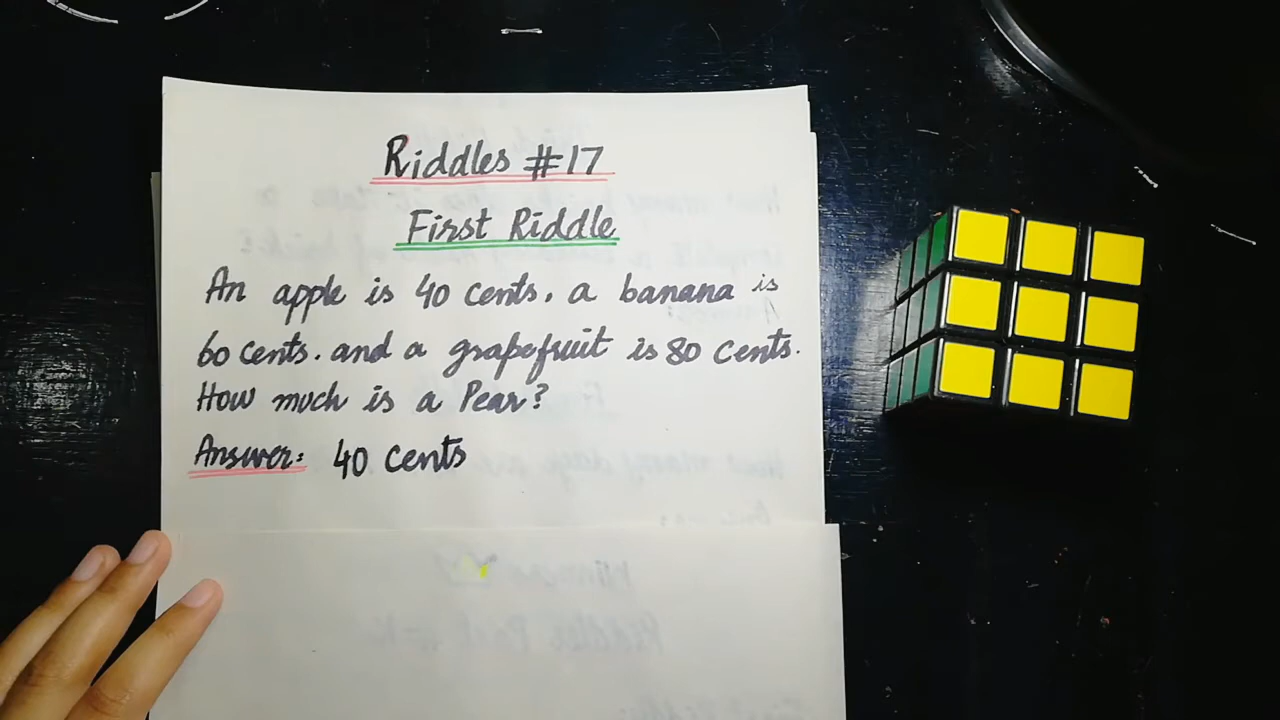 Riddles #17
First Riddle
An apple is 40 cents. a banana is
60 cents. and a grapefruit is 80 cents.
How much is a Pear?
Answer: 40 cents